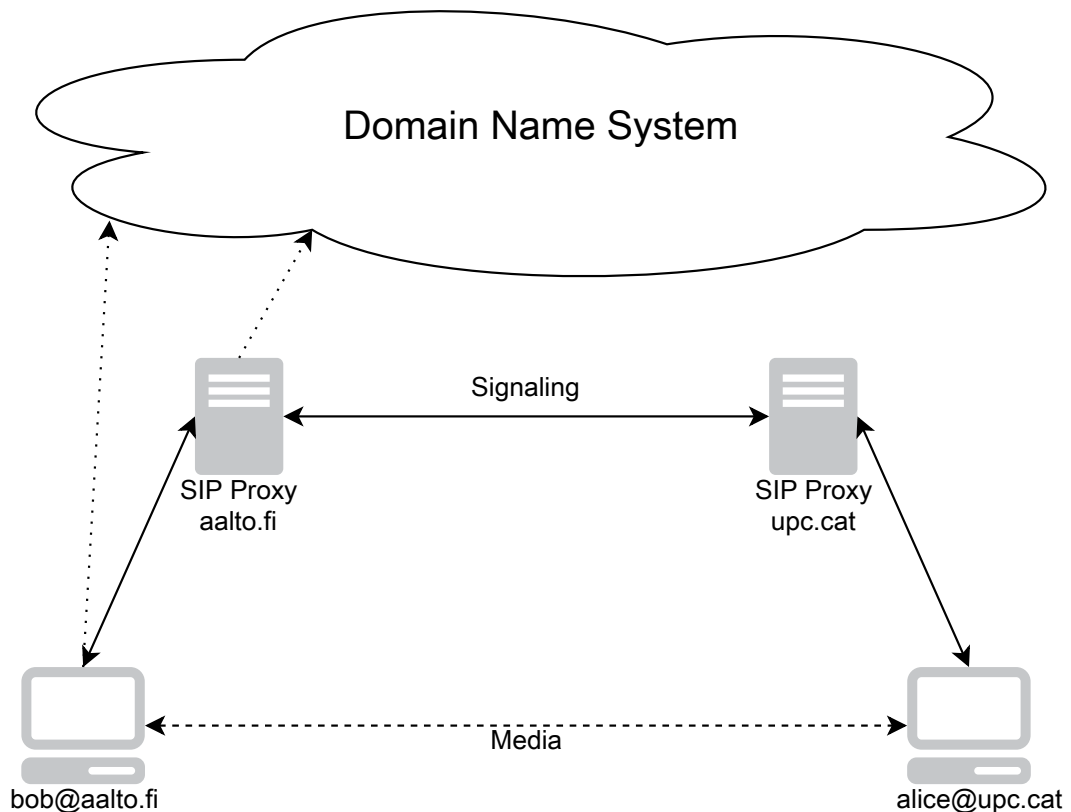 Domain Name System
Signaling
SIP Proxy
aalto.fi
SIP Proxy
upc.cat
Media
bob@aalto.fi
alice@upc.cat